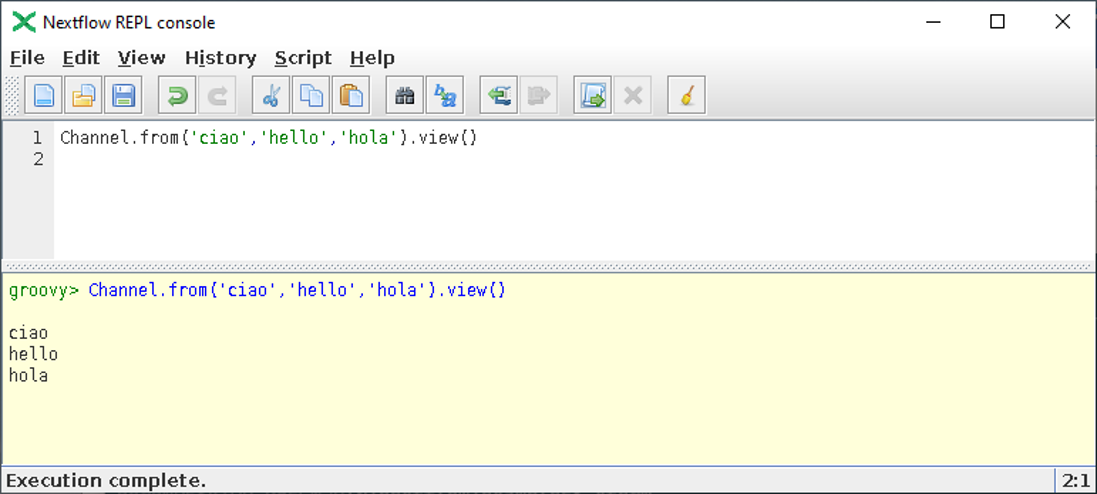 Nextflow REPL console
File Edit View History Script Help
1 Channel.from('ciao','hello','hola').view()
2
groovy> Channel.from('ciao','hello','hola').view()
ciao
hello
hola
Execution complete. 2:1